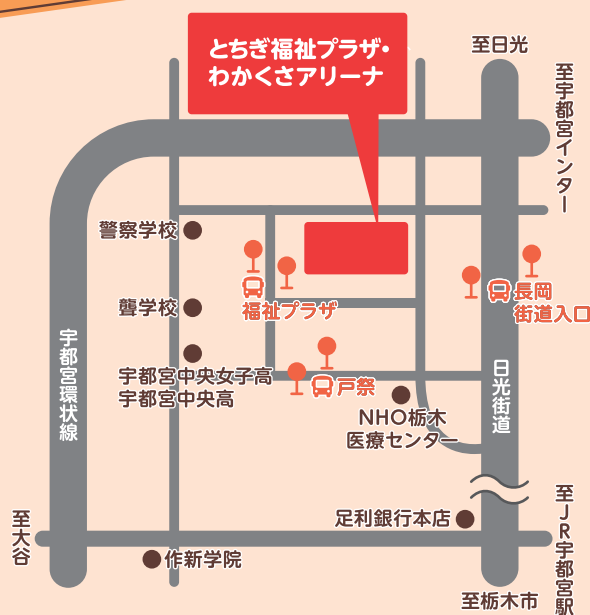 とちぎ福祉プラザ・
わかくさアリーナ
至日光
至宇都宮インター
警察学校
聾学校
福祉プラザ
長岡
街道入口
宇都宮環状線
宇都宮中央女子高
宇都宮中央高
戸祭
日光街道
NHO栃木
医療センター
足利銀行本店
至大谷
作新学院
至JR宇都宮駅
至栃木市